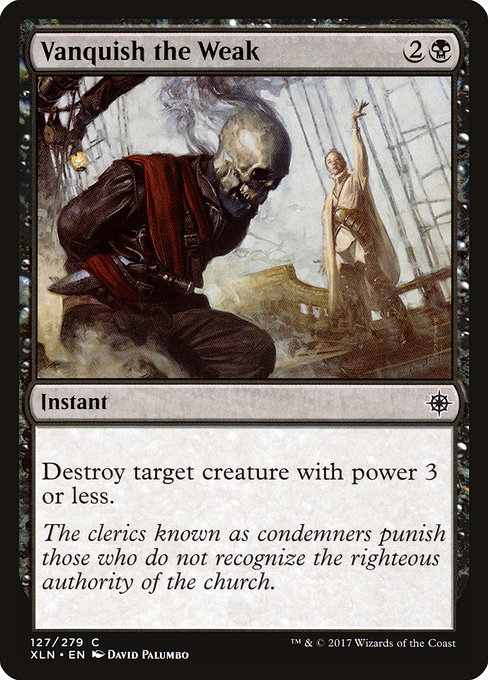 Vanquish the Weak 2
Instant
Destroy target creature with power 3
or less.
The clerics known as condemners punish
those who do not recognize the righteous
authority of the church.
127/279 C
XLN • EN DAVID PALUMBO
™ & © 2017 Wizards of the Coast